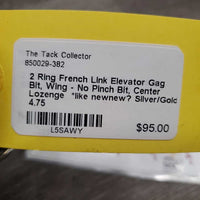 The Tack Collector
850029-382
2 Ring French Link Elevator Gag
Bit, Wing - No Pinch Bit, Center
Lozenge *like newnew? Silver/Gold
4.75
L5SAWY
$95.00